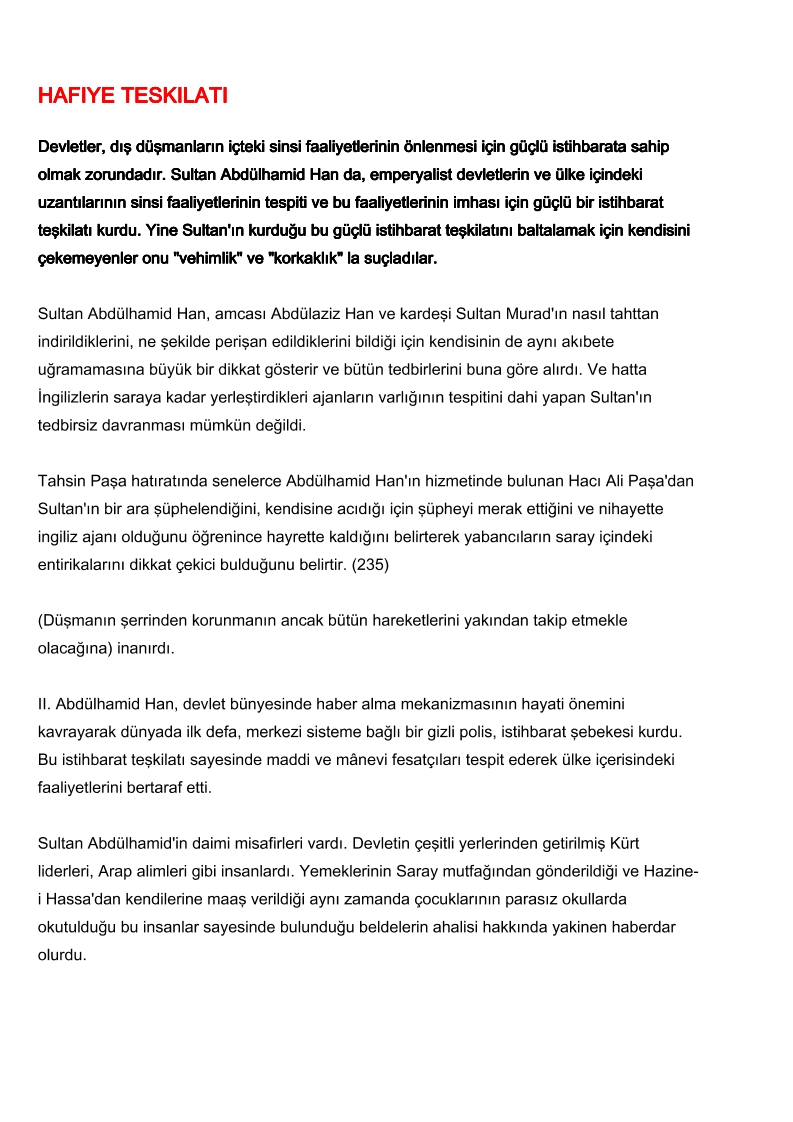 HAFIYE TESKILATI
Devletler, dış düşmanların içteki sinsi faaliyetlerinin önlenmesi için güçlü istihbarata sahip
olmak zorundadır. Sultan Abdülhamid Han da, emperyalist devletlerin ve ülke içindeki
uzantılarının sinsi faaliyetlerinin tespiti ve bu faaliyetlerinin imhası için güçlü bir istihbarat
teşkilatı kurdu. Yine Sultan'ın kurduğu bu güçlü istihbarat teşkilatını baltalamak için kendisini
çekemeyenler onu "vehimlik" ve "korkaklık" la suçladılar.
Sultan Abdülhamid Han, amcası Abdülaziz Han ve kardeşi Sultan Murad'ın nasıl tahttan
indirildiklerini, ne şekilde perişan edildiklerini bildiği için kendisinin de aynı akıbete
uğramamasına büyük bir dikkat gösterir ve bütün tedbirlerini buna göre alırdı. Ve hatta
İngilizlerin saraya kadar yerleştirdikleri ajanların varlığının tespitini dahi yapan Sultan'ın
tedbirsiz davranması mümkün değildi.
Tahsin Paşa hatıratında senelerce Abdülhamid Han'ın hizmetinde bulunan Hacı Ali Paşa'dan
Sultan'ın bir ara şüphelendiğini, kendisine acıdığı için şüpheyi merak ettiğini ve nihayette
ingiliz ajanı olduğunu öğrenince hayrette kaldığını belirterek yabancıların saray içindeki
entirikalarını dikkat çekici bulduğunu belirtir. (235)
(Düşmanın şerrinden korunmanın ancak bütün hareketlerini yakından takip etmekle
olacağına) inanırdı.
II. Abdülhamid Han, devlet bünyesinde haber alma mekanizmasının hayati önemini
kavrayarak dünyada ilk defa, merkezi sisteme bağlı bir gizli polis, istihbarat şebekesi kurdu.
Bu istihbarat teşkilatı sayesinde maddi ve mânevi fesatçıları tespit ederek ülke içerisindeki
faaliyetlerini bertaraf etti.
Sultan Abdülhamid'in daimi misafirleri vardı. Devletin çeşitli yerlerinden getirilmiş Kürt
liderleri, Arap alimleri gibi insanlardı. Yemeklerinin Saray mutfağından gönderildiği ve Hazine-
i Hassa'dan kendilerine maaş verildiği aynı zamanda çocuklarının parasız okullarda
okutulduğu bu insanlar sayesinde bulunduğu beldelerin ahalisi hakkında yakinen haberdar
olurdu.